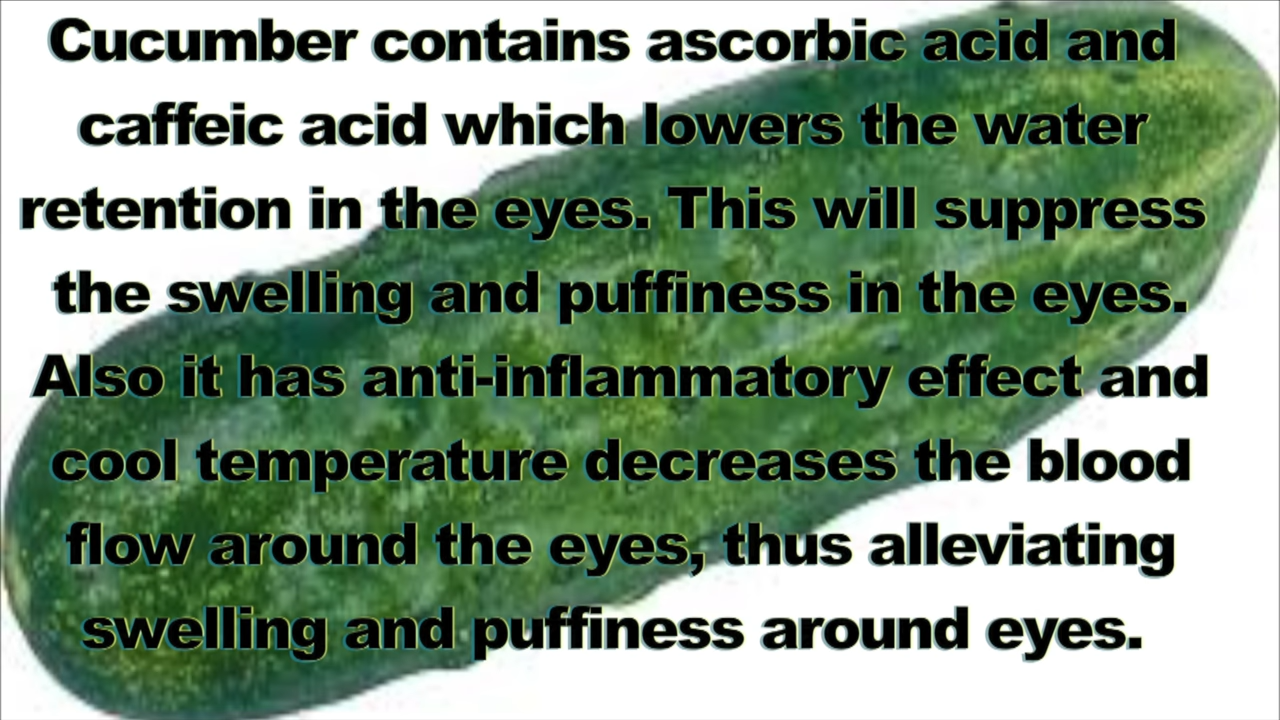 Cucumber contains ascorbic acid and
caffeic acid which lowers the water
retention in the eyes. This will suppress
the swelling and puffiness in the eyes.
Also it has anti-inflammatory effect and
cool temperature decreases the blood
flow around the eyes, thus alleviating
swelling and puffiness around eyes.